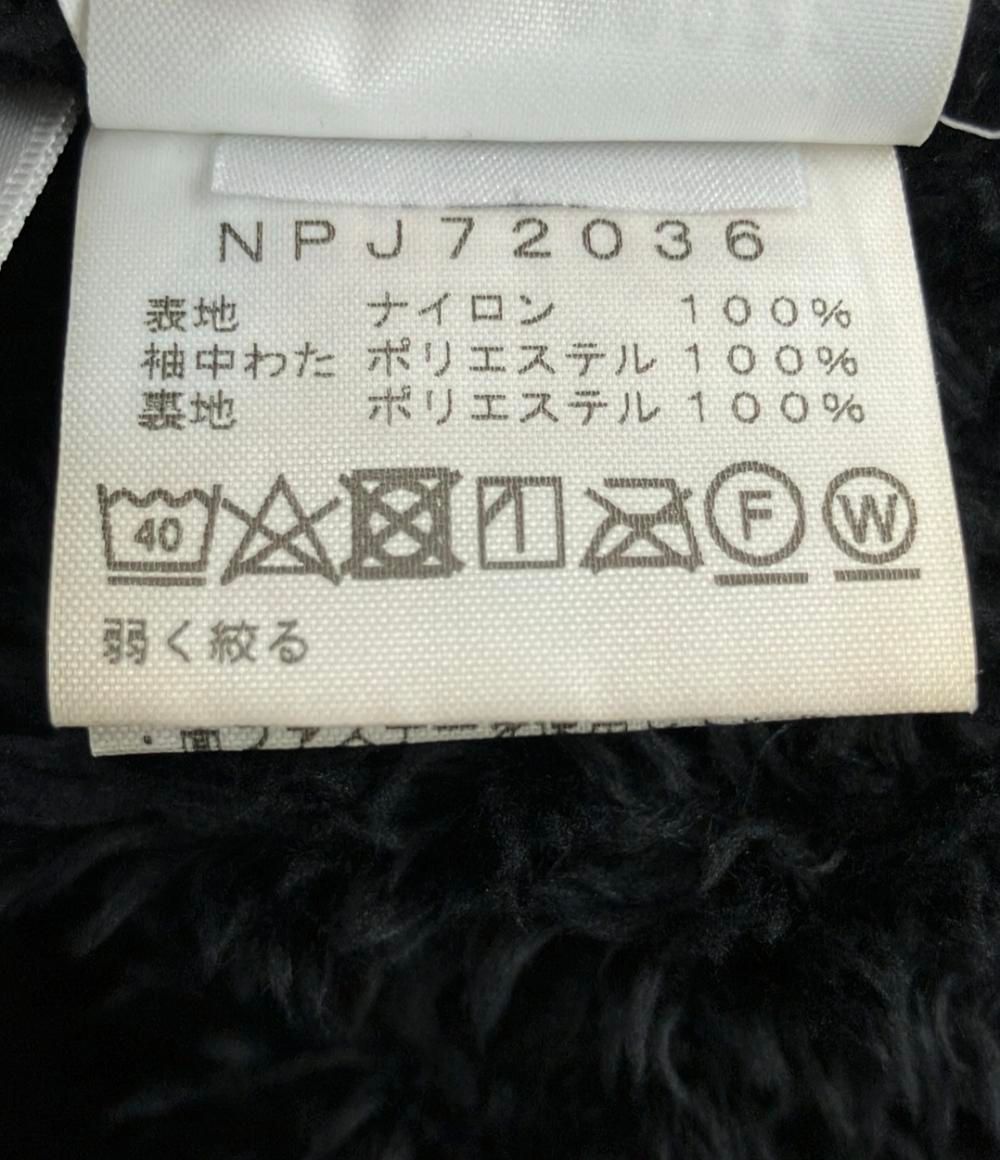 NPJ72036
表地 ナイロン 100%
袖中わた ポリエステル 100%
裏地 ポリエステル 100%
40
F
W
弱く絞る